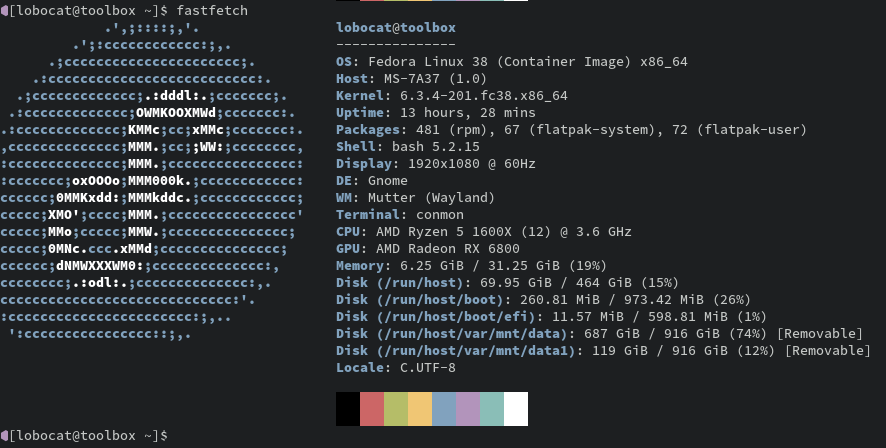 [lobocat@toolbox ~]$ fastfetch
             .',;::::;,'.                 lobocat@toolbox
         .';:cccccccccccc:;,.             ---------------
      .;cccccccccccccccccccccc;.          OS: Fedora Linux 38 (Container Image) x86_64
    .:cccccccccccccccccccccccccc:.        Host: MS-7A37 (1.0)
  .;ccccccccccccc;.:dddl:.;ccccccc;.      Kernel: 6.3.4-201.fc38.x86_64
 .:ccccccccccccc;OWMKOOXMWd;ccccccc:.     Uptime: 13 hours, 28 mins
.:ccccccccccccc;KMMc;cc;xMMc;ccccccc:.    Packages: 481 (rpm), 67 (flatpak-system), 72 (flatpak-user)
,cccccccccccccc;MMM.;cc;;WW:;cccccccc,    Shell: bash 5.2.15
:cccccccccccccc;MMM.;cccccccccccccccc:    Display: 1920x1080 @ 60Hz
:ccccccc;oxOOOo;MMM000k.;cccccccccccc:    DE: Gnome
cccccc;0MMKxdd:;MMMkddc.;cccccccccccc;    WM: Mutter (Wayland)
ccccc;XMO';cccc;MMM.;cccccccccccccccc'    Terminal: conmon
ccccc;MMo;ccccc;MMW.;ccccccccccccccc;     CPU: AMD Ryzen 5 1600X (12) @ 3.6 GHz
ccccc;0MNc.ccc.xMMd;ccccccccccccccc;      GPU: AMD Radeon RX 6800
cccccc;dNMWXXXWM0:;cccccccccccccc:,       Memory: 6.25 GiB / 31.25 GiB (19%)
cccccccc;.:odl:.;cccccccccccccc:,.        Disk (/run/host): 69.95 GiB / 464 GiB (15%)
ccccccccccccccccccccccccccccc:'.          Disk (/run/host/boot): 260.81 MiB / 973.42 MiB (26%)
:ccccccccccccccccccccccc:;,..             Disk (/run/host/boot/efi): 11.57 MiB / 598.81 MiB (1%)
 ':cccccccccccccccc::;,.                  Disk (/run/host/var/mnt/data): 687 GiB / 916 GiB (74%) [Removable]
Disk (/run/host/var/mnt/data1): 119 GiB / 916 GiB (12%) [Removable]
Locale: C.UTF-8
[lobocat@toolbox ~]$